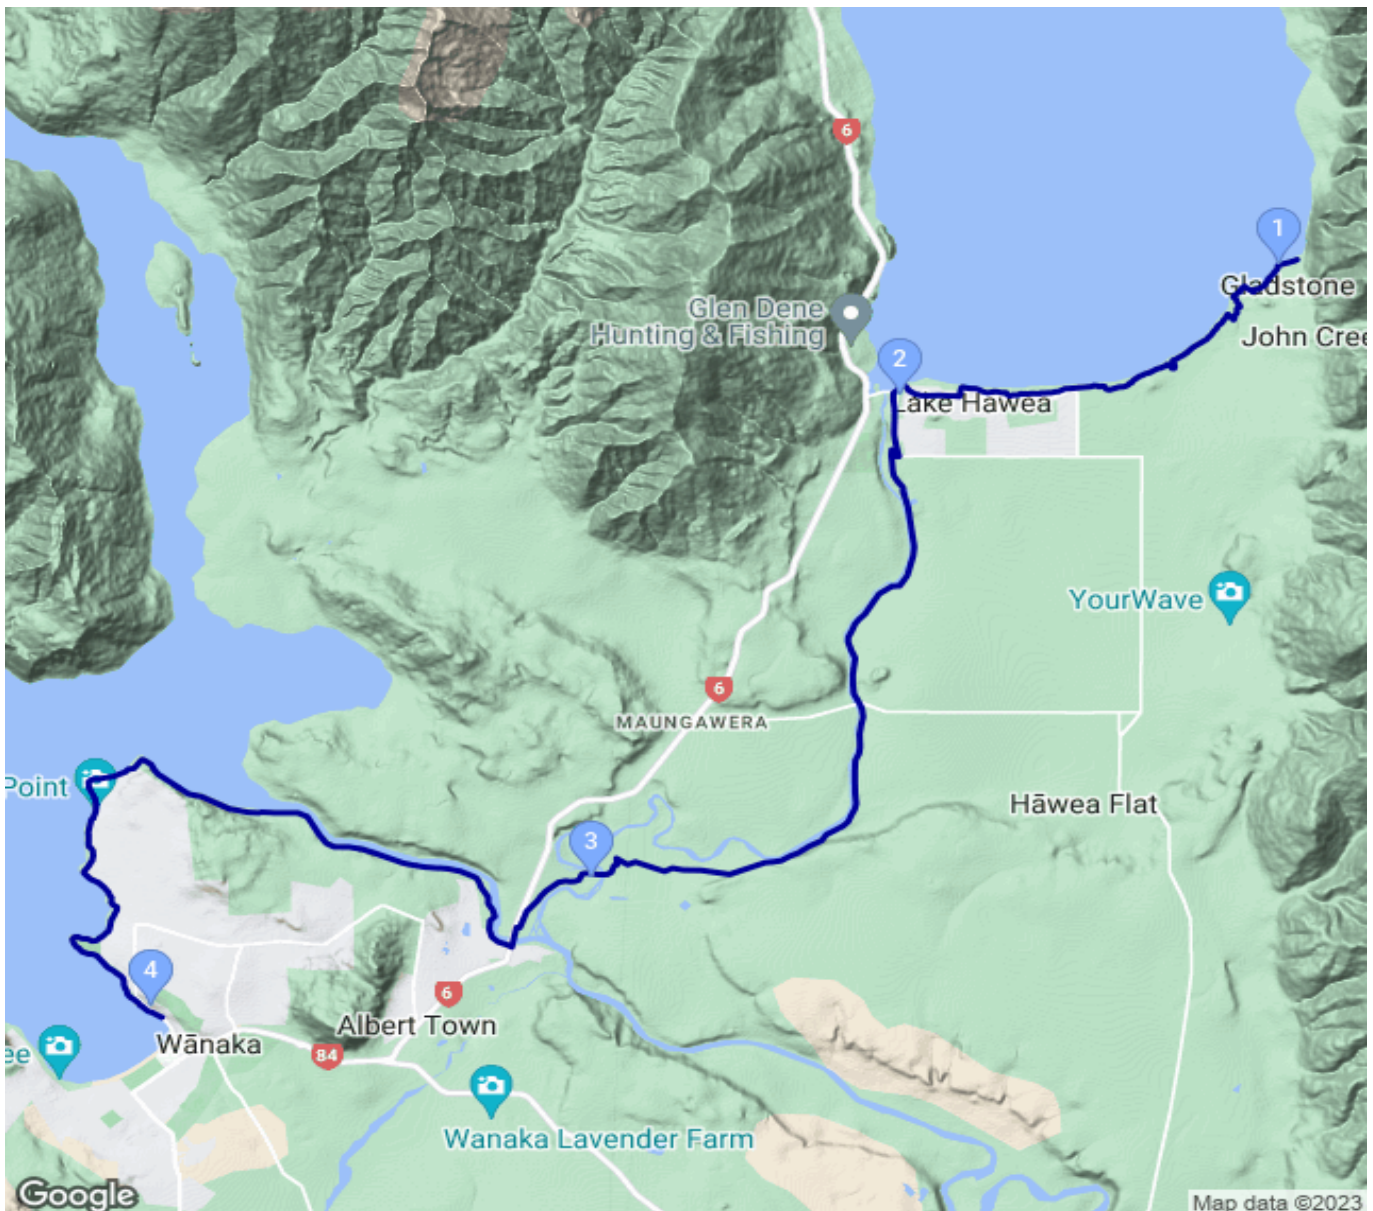 6
1
Gladstone
Glen Dene
Hunting & Fishing
John Cree
2
Lake Hawea
YourWave
6
MAUNGAWERA
Point
Hāwea Flat
3
4
6
Albert Town
Wānaka
ee
84
Wanaka Lavender Farm
Google
Map data ©2023